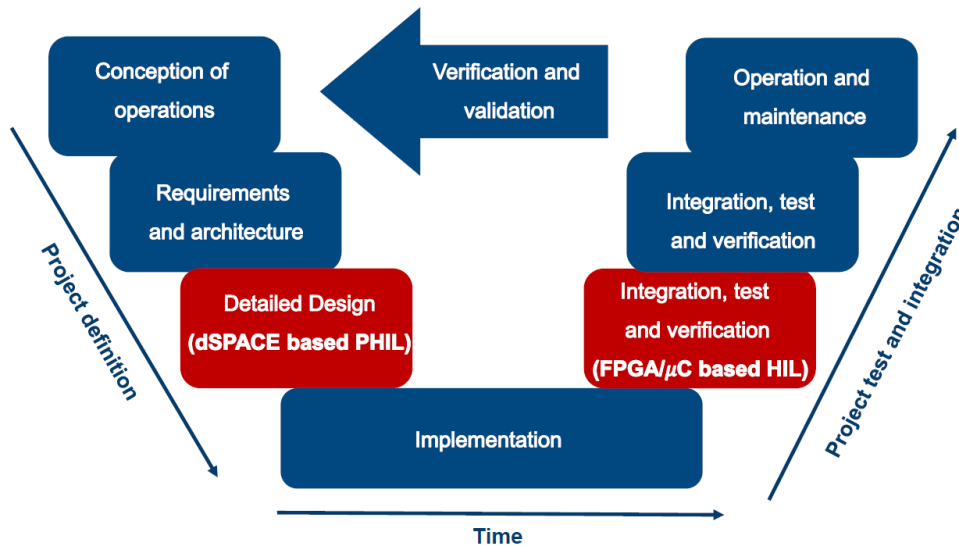 Conception of
operations
Verification and
validation
Operation and
maintenance
Requirements
and architecture
Integration, test
and verification
Detailed Design
(dSPACE based PHIL)
Integration, test
and verification
(FPGA/μC based HIL)
Implementation
Project definition
Project test and integration
Time